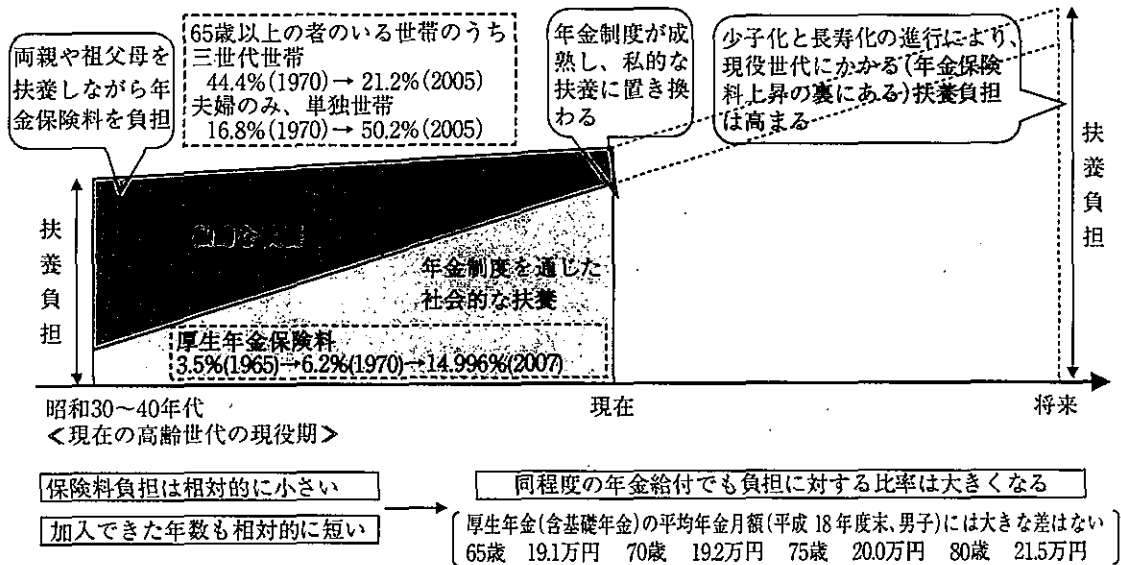 両親や祖父母を
扶養しながら年
金保険料を負担
65歳以上の者のいる世帯のうち
三世代世帯
44.4%(1970)→21.2%(2005)
夫婦のみ、単独世帯
16.8%(1970)→50.2%(2005)
年金制度が成
熟し、私的な
扶養に置き換
わる
少子化と長寿化の進行により、
現役世代にかかる(年金保険
料上昇の裏にある)扶養負担
は高まる
扶養負担
扶養負担
年金制度を通じた
社会的な扶養
厚生年金保険料
3.5%(1965)→6.2%(1970)→14.996%(2007)
昭和30～40年代
現在
将来
<現在の高齢世代の現役期>
保険料負担は相対的に小さい
加入できた年数も相対的に短い
同程度の年金給付でも負担に対する比率は大きくなる
厚生年金(含基礎年金)の平均年金月額(平成18年度末、男子)には大きな差はない
65歳 19.1万円 70歳 19.2万円 75歳 20.0万円 80歳 21.5万円